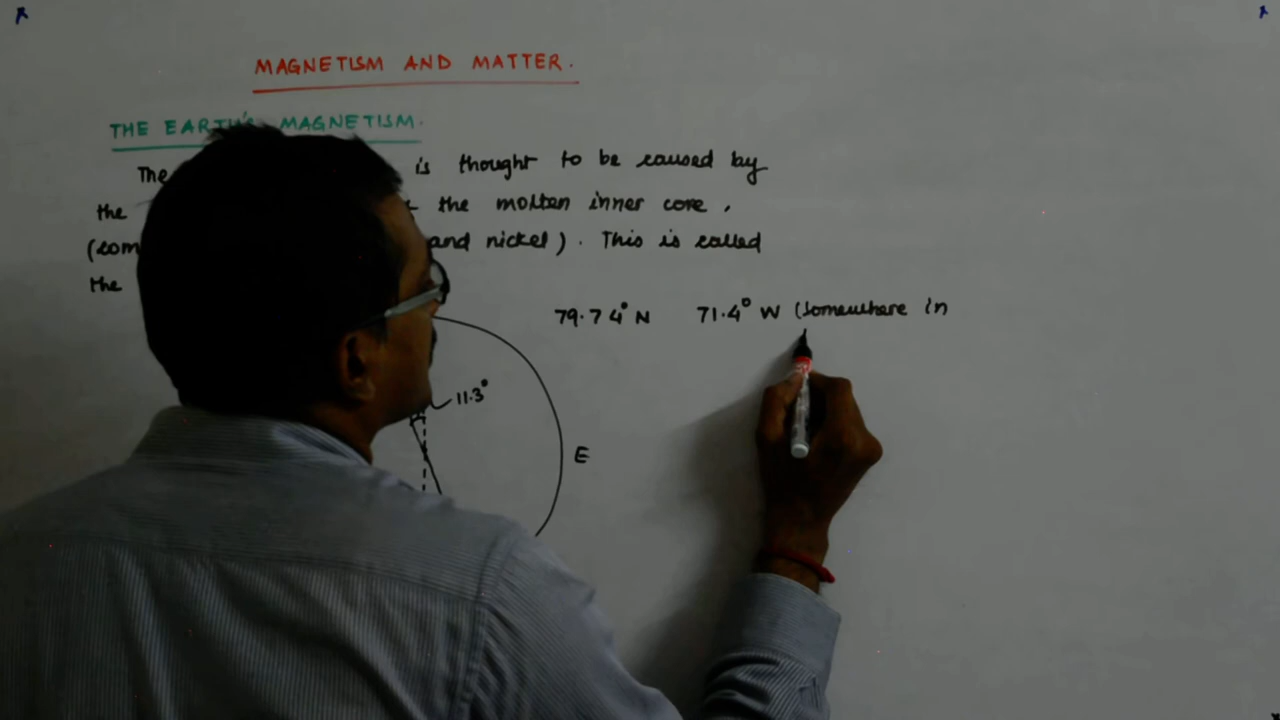 MAGNETISM AND MATTER.
THE EARTH'S MAGNETISM.
The is thought to be caused by
the the molten inner core,
and nickel). This is called
the
79.74° N 71.4° W (Somewhere in
11.3°
E